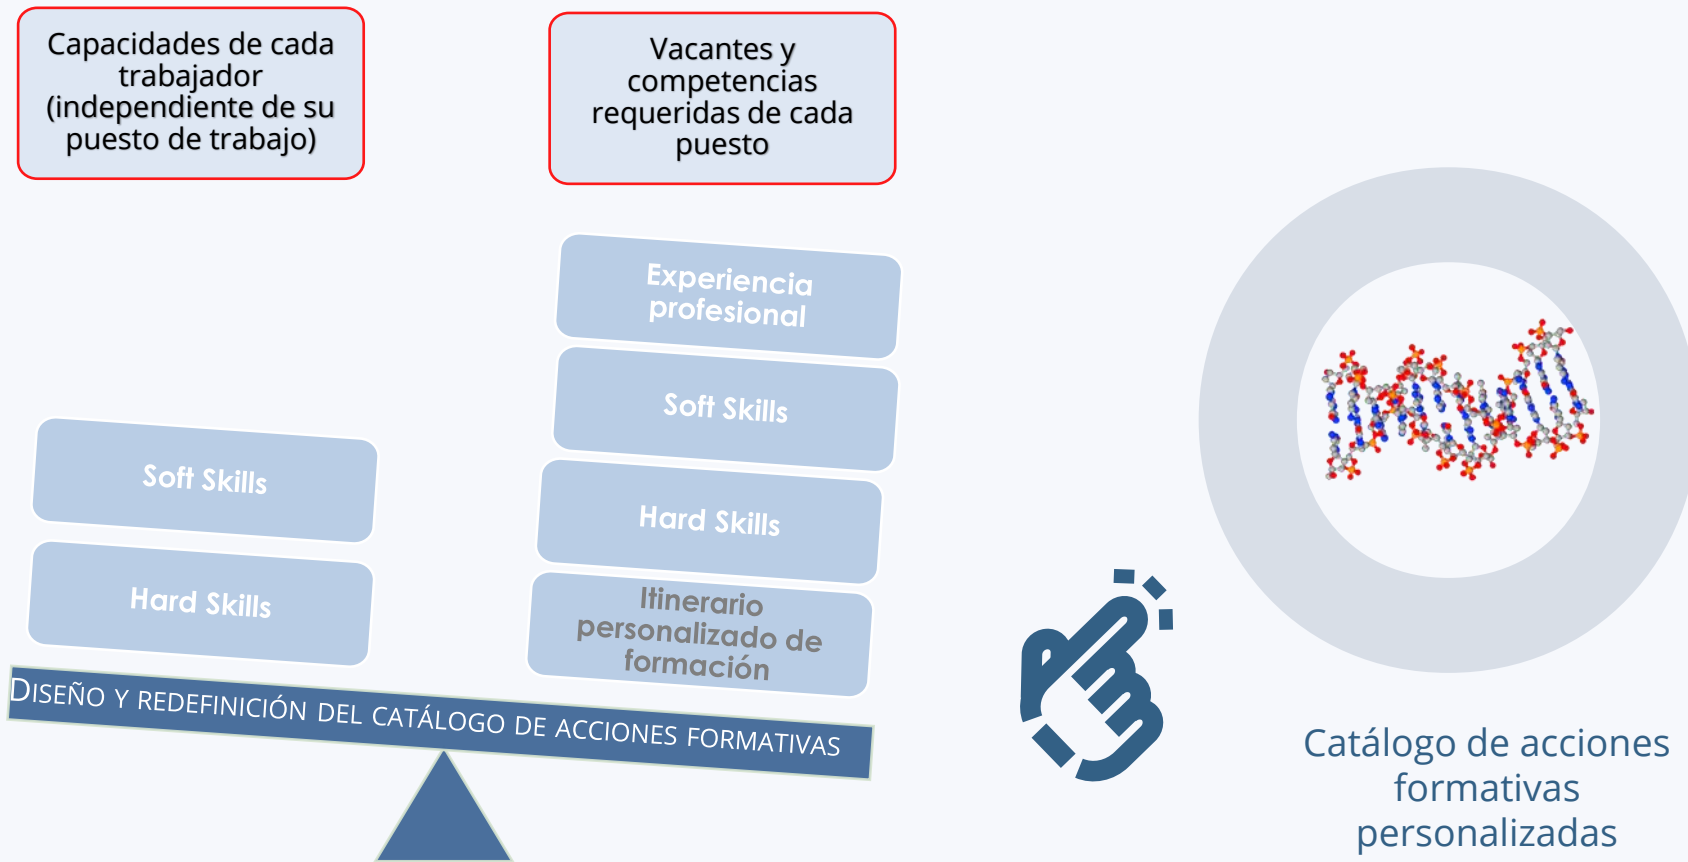 Capacidades de cada
trabajador
(independiente de su
puesto de trabajo)
Vacantes y
competencias
requeridas de cada
puesto
Experiencia
profesional
Soft Skills
Hard Skills
Itinerario
personalizado de
formación
Soft Skills
Hard Skills
DISEÑO Y REDEFINICIÓN DEL CATÁLOGO DE ACCIONES FORMATIVAS
Catálogo de acciones
formativas
personalizadas